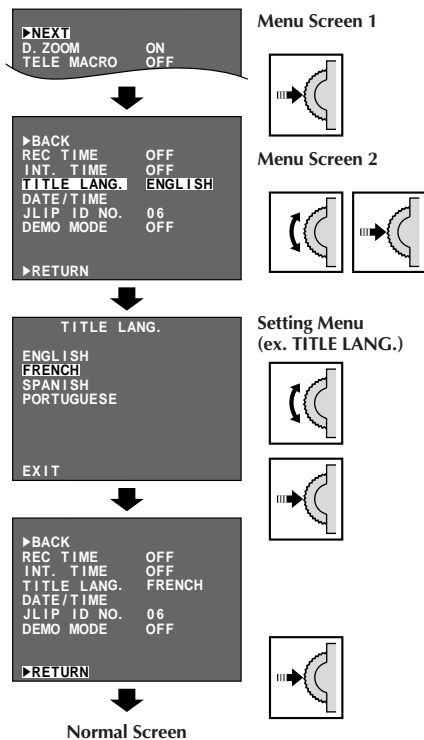 ▶NEXT
D. ZOOM ON
TELE MACRO OFF
Menu Screen 1
▶BACK
REC TIME OFF
INT. TIME OFF
TITLE LANG. ENGLISH
DATE/TIME
JLIP ID NO. 06
DEMO MODE OFF
▶RETURN
Menu Screen 2
TITLE LANG.
ENGLISH
FRENCH
SPANISH
PORTUGUESE
EXIT
Setting Menu
(ex. TITLE LANG.)
▶BACK
REC TIME OFF
INT. TIME OFF
TITLE LANG. FRENCH
DATE/TIME
JLIP ID NO. 06
DEMO MODE OFF
▶RETURN
Normal Screen